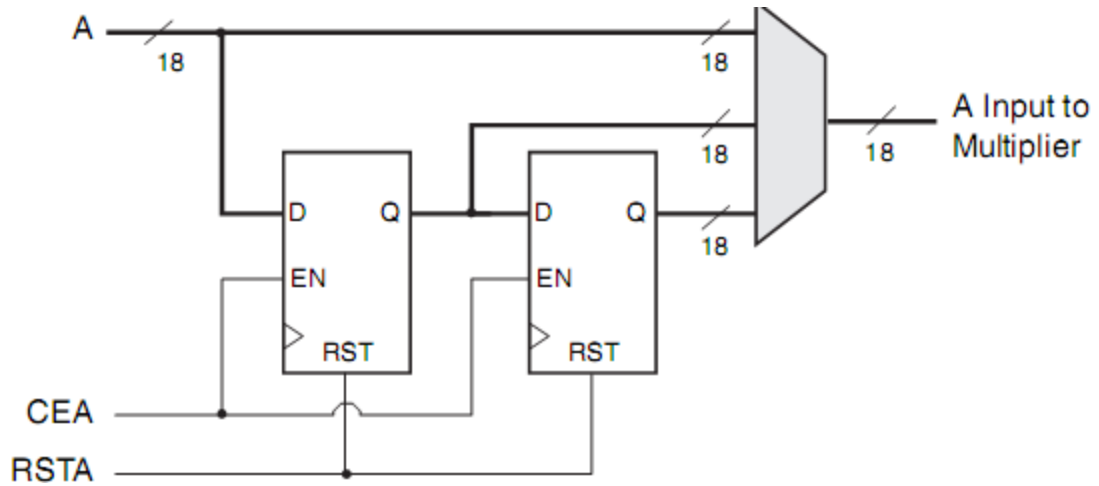 A
18
18
A Input to
Multiplier
18
18
D Q
D Q
18
EN
EN
RST
RST
CEA
RSTA